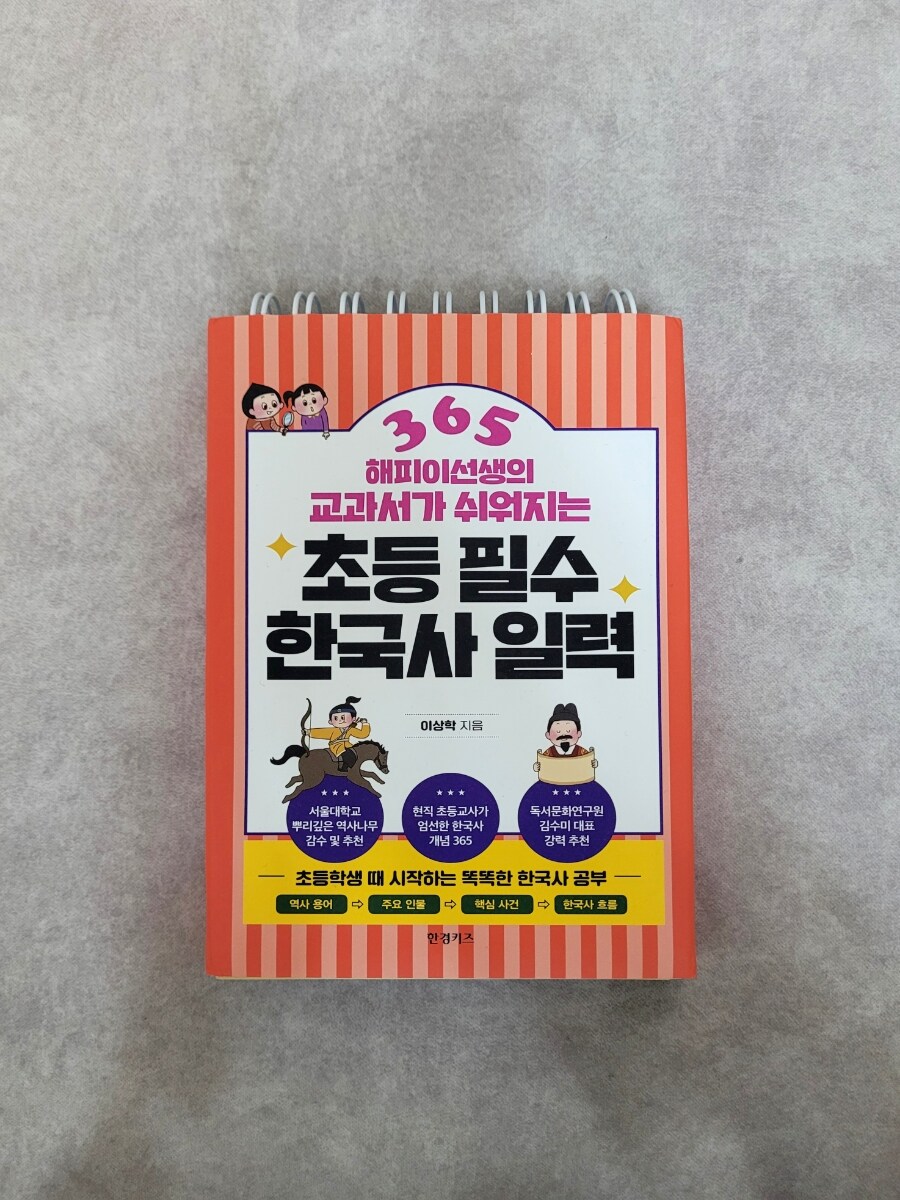 365
해피이선생의
교과서가 쉬워지는
초등 필수
한국사 일력
이상학 지음
서울대학교
뿌리깊은 역사나무
감수 및 추천
현직 초등교사가
엄선한 한국사
개념 365
독서문화연구원
김수미 대표
강력 추천
초등학생 때 시작하는 똑똑한 한국사 공부
역사 용어 ⇨ 주요 인물 ⇨ 핵심 사건 ⇨ 한국사 흐름
한경키즈